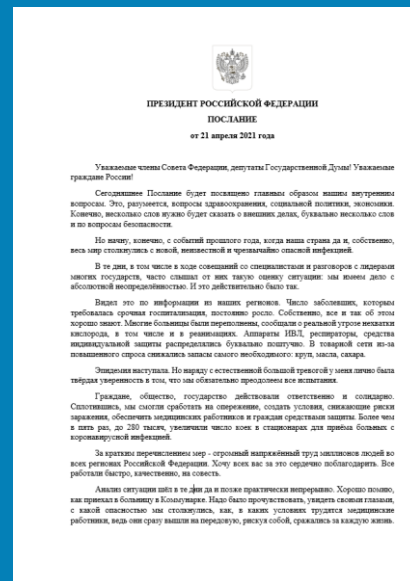 ПРЕЗИДЕНТ РОССИЙСКОЙ ФЕДЕРАЦИИ
ПОСЛАНИЕ
от 21 апреля 2021 года
Уважаемые члены Совета Федерации, депутаты Государственной Думы! Уважаемые
граждане России!
Сегодняшнее Послание будет посвящено главным образом нашим внутренним
вопросам. Это, разумеется, вопросы здравоохранения, социальной политики, экономики.
Конечно, несколько слов нужно будет сказать о внешних делах, буквально несколько слов
и по вопросам безопасности.
Но начну, конечно, с событий прошлого года, когда наша страна да и, собственно,
весь мир столкнулись с новой, неизвестной и чрезвычайно опасной инфекцией.
В те дни, в том числе в ходе совещаний со специалистами и разговоров с лидерами
многих государств, часто слышал от них такую оценку ситуации: мы имеем дело с
абсолютной неопределённостью. И это действительно было так.
Видел это по информации из наших регионов. Число заболевших, которым
требовалась срочная госпитализация, постоянно росло. Собственно, все и так об этом
хорошо знают. Многие больницы были переполнены, сообщали о реальной угрозе нехватки
кислорода, в том числе и в реанимациях. Аппараты ИВЛ, респираторы, средства
индивидуальной защиты распределялись буквально поштучно. В товарной сети из-за
повышенного спроса снижались запасы самого необходимого: круп, масла, сахара.
Эпидемия наступала. Но наряду с естественной большой тревогой у меня лично была
твёрдая уверенность в том, что мы обязательно преодолеем все испытания.
Граждане, общество, государство действовали ответственно и солидарно.
Сплотившись, мы смогли сработать на опережение, создать условия, снижающие риски
заражения, обеспечить медицинских работников и граждан средствами защиты. Более чем
в пять раз, до 280 тысяч, увеличили число коек в стационарах для приёма больных с
коронавирусной инфекцией.
За кратким перечислением мер - огромный напряжённый труд миллионов людей во
всех регионах Российской Федерации. Хочу всех вас за это сердечно поблагодарить. Все
работали быстро, качественно, на совесть.
Анализ ситуации шёл в те дни да и позже практически непрерывно. Хорошо помню,
как приехал в больницу в Коммунарке. Надо было прочувствовать, увидеть своими глазами,
с какой опасностью мы столкнулись, как, в каких условиях трудятся медицинские
работники, ведь они сразу вышли на передовую, рискуя собой, сражались за каждую жизнь.